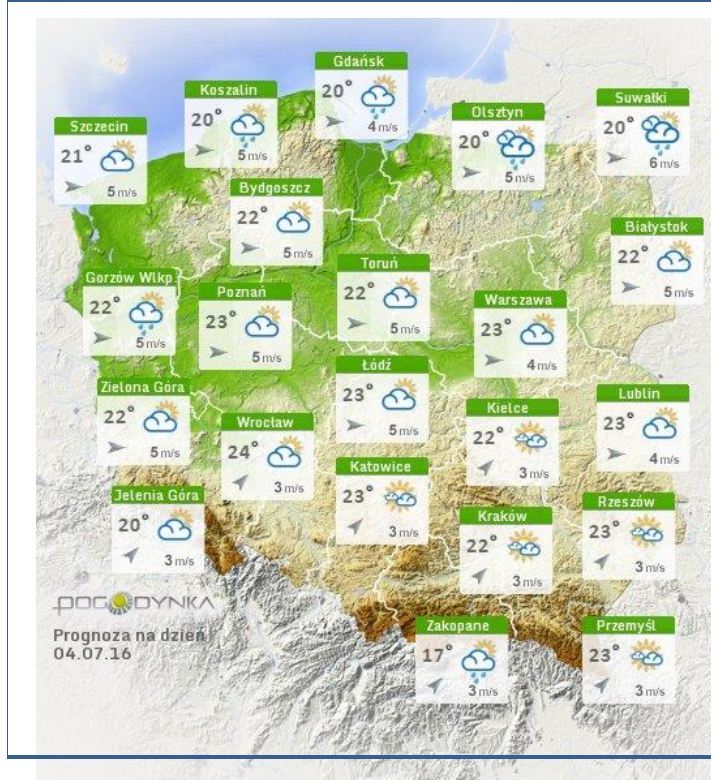 Gdańsk
20°
4 m/s
Koszalin
20°
5 m/s
Suwałki
20°
6 m/s
Olsztyn
20°
5 m/s
Szczecin
21°
5 m/s
Bydgoszcz
22°
5 m/s
Białystok
22°
5 m/s
Toruń
22°
5 m/s
Gorzów Wlkp
22°
5 m/s
Poznań
23°
5 m/s
Warszawa
23°
4 m/s
Łódź
23°
5 m/s
Zielona Góra
22°
5 m/s
Lublin
23°
4 m/s
Kielce
22°
3 m/s
Wrocław
24°
3 m/s
Katowice
23°
3 m/s
Jelenia Góra
20°
3 m/s
Rzeszów
23°
3 m/s
Kraków
22°
3 m/s
POGODYNKA
Prognoza na dzień
04.07.16
Zakopane
17°
3 m/s
Przemyśl
23°
3 m/s